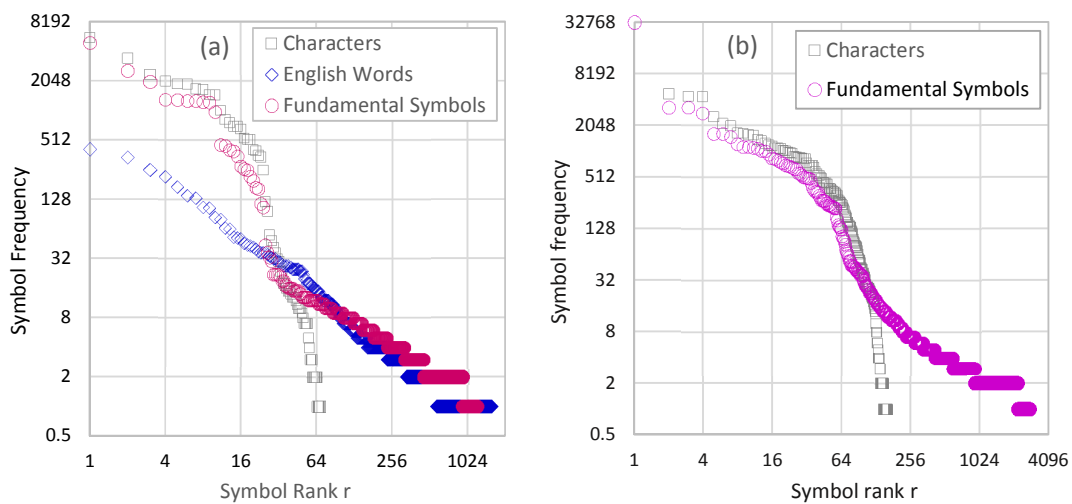 (a)
Characters
English Words
Fundamental Symbols
8192
2048
512
128
32
8
2
0.5
Symbol Frequency
1
4
16
64
256
1024
Symbol Rank r
(b)
Characters
Fundamental Symbols
32768
8192
2048
512
128
32
8
2
0.5
Symbol frequency
1
4
16
64
256
1024
4096
Symbol rank r